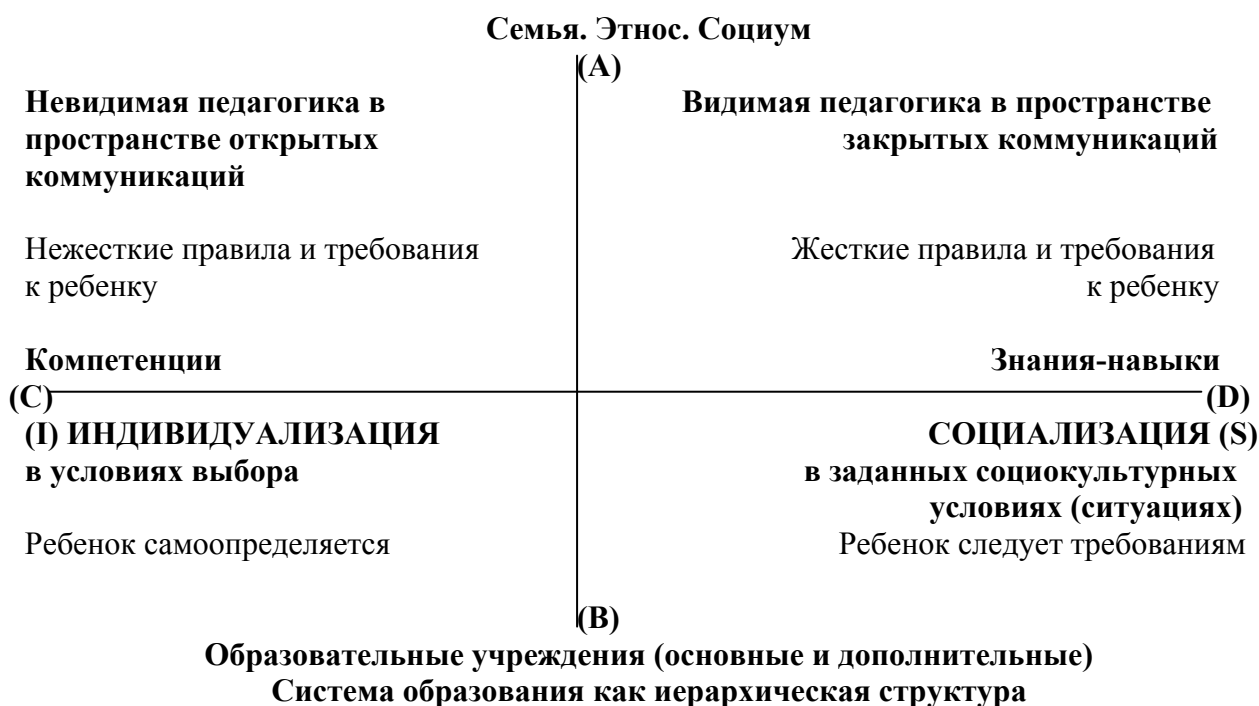 Семья. Этнос. Социум
(A)
Невидимая педагогика в
пространстве открытых
коммуникаций
Видимая педагогика в пространстве
закрытых коммуникаций
Нежесткие правила и требования
к ребенку
Жесткие правила и требования
к ребенку
Компетенции
Знания-навыки
(C)
(D)
(I) ИНДИВИДУАЛИЗАЦИЯ
в условиях выбора
СОЦИАЛИЗАЦИЯ (S)
в заданных социокультурных
условиях (ситуациях)
Ребенок самоопределяется
Ребенок следует требованиям
(B)
Образовательные учреждения (основные и дополнительные)
Система образования как иерархическая структура